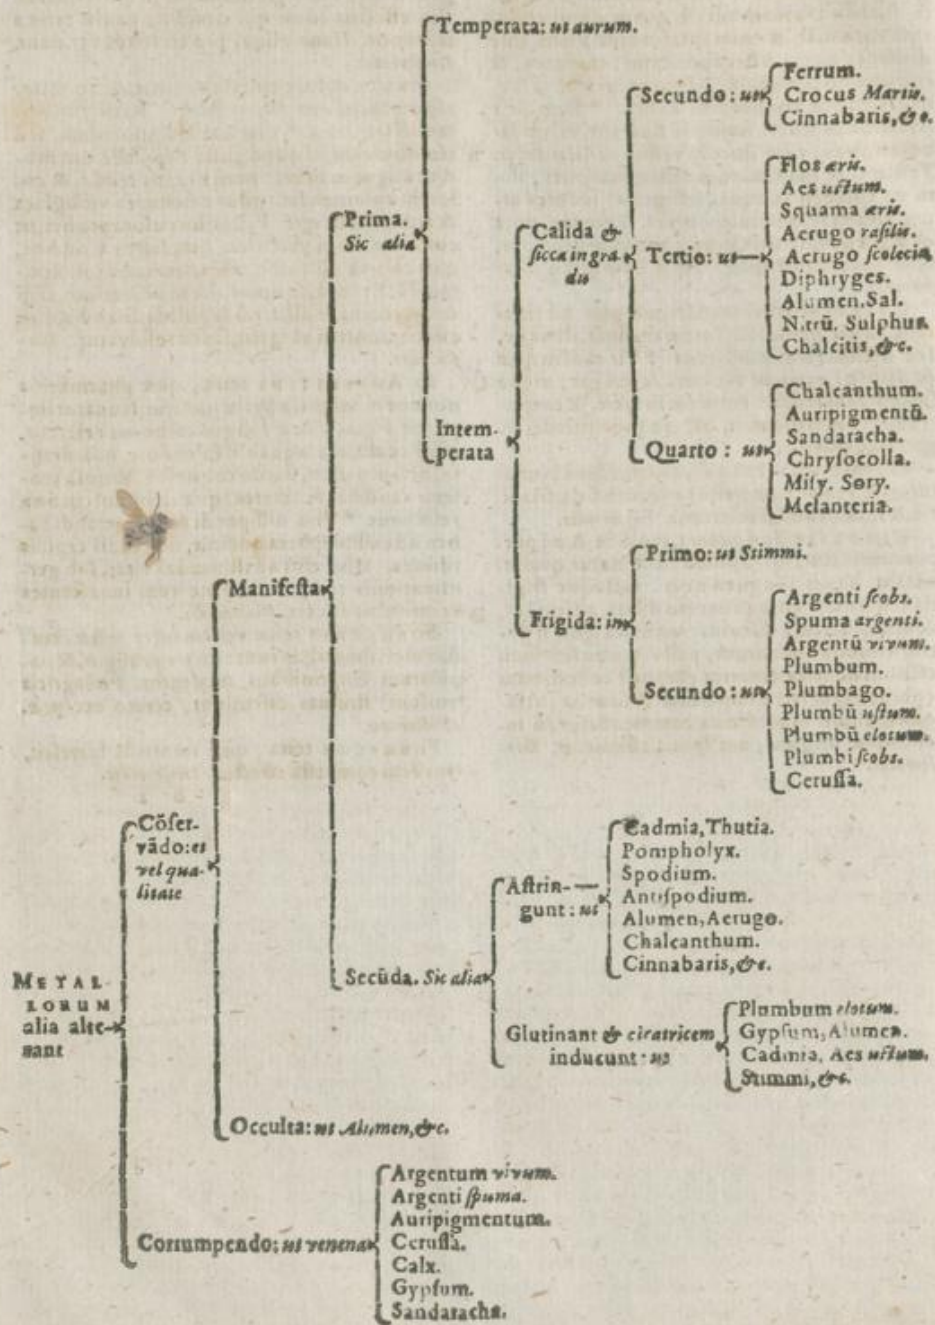 METAL-
LORUM
alia alte-
rant
Cōſer-
vādo: es
vel qua-
litate
Manifeſta
Prima.
Sic alia
Temperata: ut aurum.
Intem-
perata
Calida &
ſicca in gra-
du
Secundo: ut
Ferrum.
Crocus Martis.
Cinnabaris, &c.
Tertio: ut
Flos æris.
Aes uſtum.
Squama æris.
Aerugo raſilis.
Aerugo ſcolecia.
Diphryges.
Alumen, Sal.
Nitrū. Sulphur.
Chalcitis, &c.
Quarto: ut
Chalcanthum.
Auripigmentū.
Sandaracha.
Chryſocolla.
Miſy. Sory.
Melanteria.
Frigida: in
Primo: ut Stimmi.
Secundo: ut
Argenti ſcobs.
Spuma argenti.
Argentū vivum.
Plumbum.
Plumbago.
Plumbū uſtum.
Plumbū elotum.
Plumbi ſcobs.
Ceruſſa.
Secūda. Sic alia
Aſtrin-
gunt: ut
Cadmia, Thutia.
Pompholyx.
Spodium.
Antiſpodium.
Alumen, Aerugo.
Chalcanthum.
Cinnabaris, &c.
Glutinant & cicatricem
inducunt: ut
Plumbum elotum.
Gypſum, Alumen.
Cadmia, Aes uſtum.
Stimmi, &c.
Occulta: ut Alumen, &c.
Corrumpendo: ut venena
Argentum vivum.
Argenti ſpuma.
Auripigmentum.
Ceruſſa.
Calx.
Gypſum.
Sandaracha.